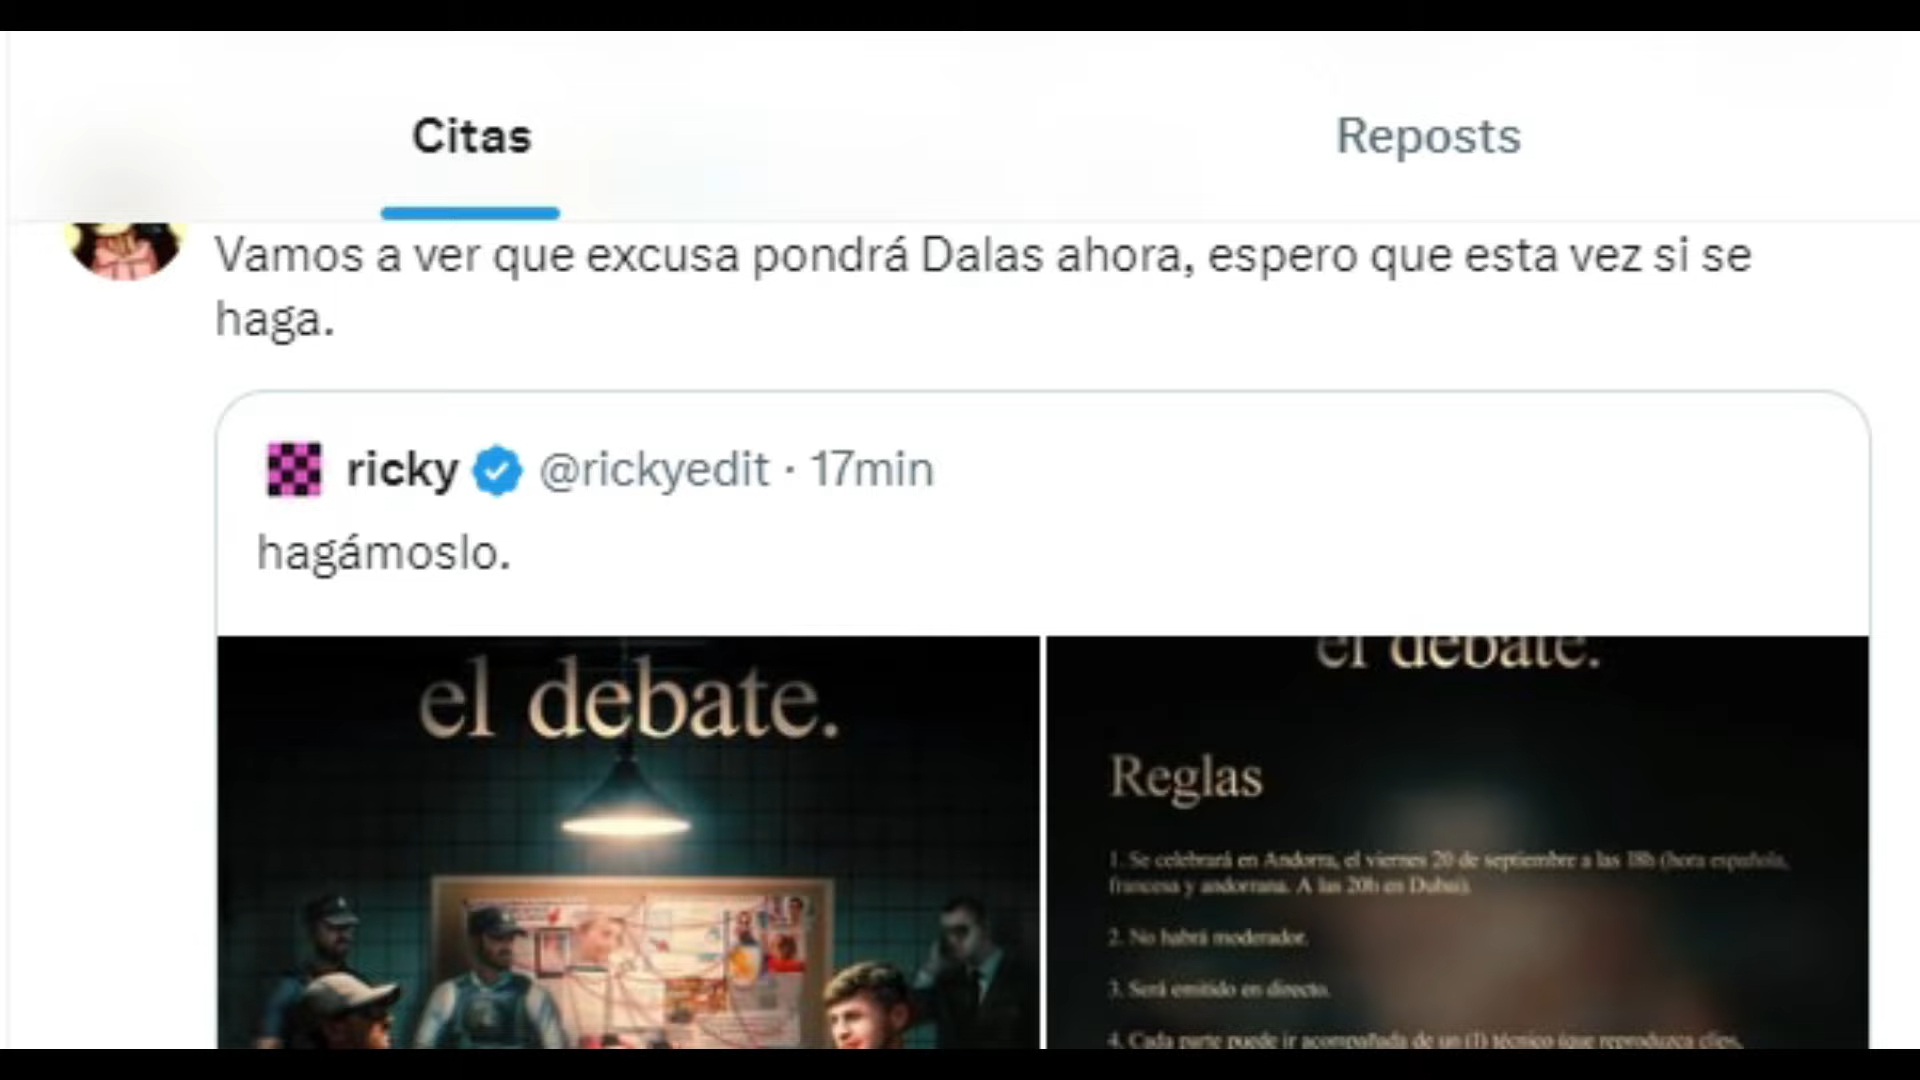 Citas
Reposts
Vamos a ver que excusa pondrá Dalas ahora, espero que esta vez si se
haga.
ricky @rickyedit · 17min
hagámoslo.
el debate.
el debate.
Reglas
1. Se celebrará en Andorra, el viernes 20 de septiembre a las 18h (hora española,
francesa y andorrana. A las 20h en Dubai).
2. No habrá moderador.
3. Será emitido en directo.
4. Cada parte puede ir acompañada de un (1) técnico (que reproduzca clips,